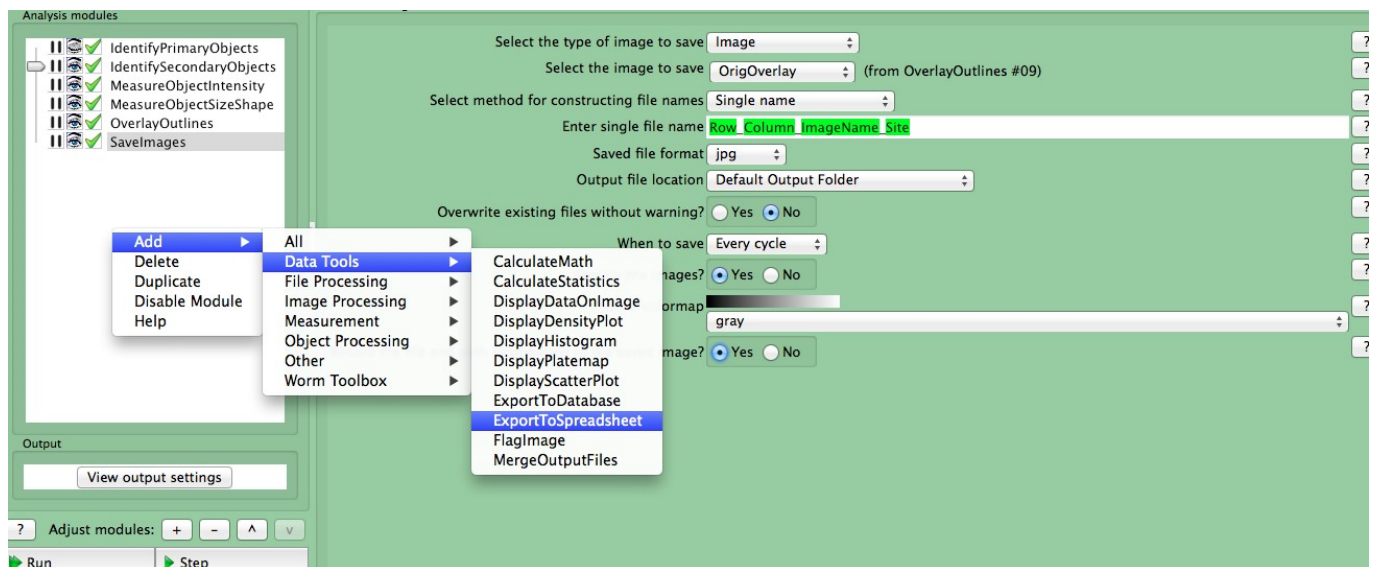 Analysis modules
IdentifyPrimaryObjects
IdentifySecondaryObjects
MeasureObjectIntensity
MeasureObjectSizeShape
OverlayOutlines
SaveImages
Select the type of image to save Image ?
Select the image to save OrigOverlay (from OverlayOutlines #09) ?
Select method for constructing file names Single name ?
Enter single file name Row_Column_ImageName_Site ?
Saved file format jpg ?
Output file location Default Output Folder ?
Overwrite existing files without warning? Yes No ?
When to save Every cycle ?
mages? Yes No ?
ormap
gray ?
mage? Yes No ?
Add
Delete
Duplicate
Disable Module
Help
All
Data Tools
File Processing
Image Processing
Measurement
Object Processing
Other
Worm Toolbox
CalculateMath
CalculateStatistics
DisplayDataOnImage
DisplayDensityPlot
DisplayHistogram
DisplayPlatemap
DisplayScatterPlot
ExportToDatabase
ExportToSpreadsheet
FlagImage
MergeOutputFiles
Output
View output settings
? Adjust modules: + - ^ v
Run Step